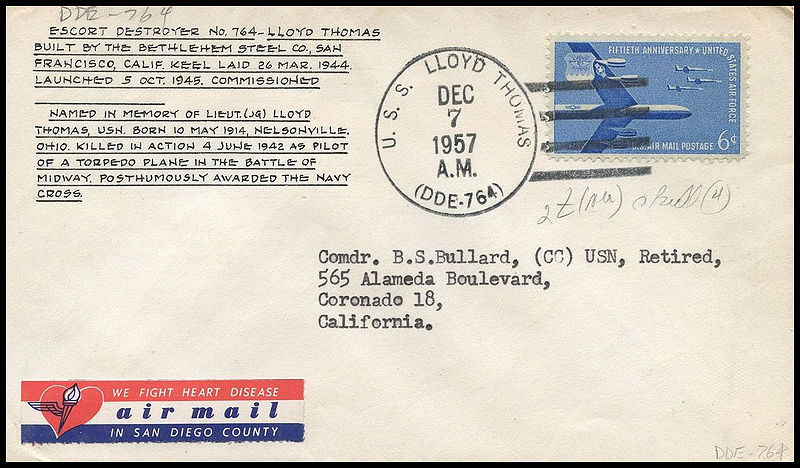 DDE-764
ESCORT DESTROYER NO. 764-LLOYD THOMAS
BUILT BY THE BETHLEHEM STEEL CO., SAN
FRANCISCO, CALIF. KEEL LAID 26 MAR. 1944.
LAUNCHED 5 OCT. 1945. COMMISSIONED
NAMED IN MEMORY OF LIEUT.(JG) LLOYD
THOMAS, USN. BORN 10 MAY 1914, NELSONVILLE,
OHIO. KILLED IN ACTION 4 JUNE 1942 AS PILOT
OF A TORPEDO PLANE IN THE BATTLE OF
MIDWAY. POSTHUMOUSLY AWARDED THE NAVY
CROSS.
U. S. S. LLOYD THOMAS
DEC
7
1957
A.M.
(DDE-764)
FIFTIETH ANNIVERSARY ★ UNITED STATES AIR FORCE
U.S. AIR MAIL POSTAGE 6¢
Comdr. B.S.Bullard, (CC) USN, Retired,
565 Alameda Boulevard,
Coronado 18,
California.
WE FIGHT HEART DISEASE
air mail
IN SAN DIEGO COUNTY
DDE-764